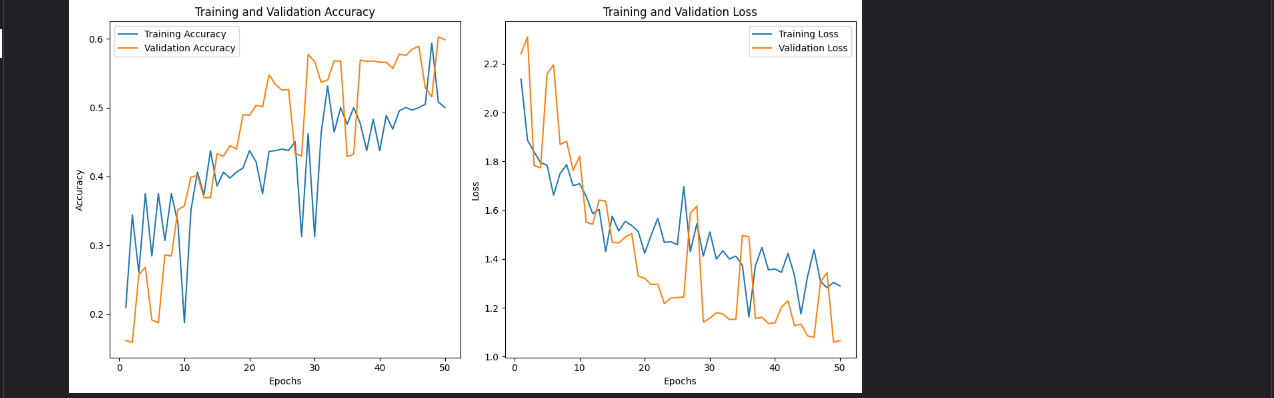 Training and Validation Accuracy
Training Accuracy
Validation Accuracy
0.6
0.5
0.4
0.3
0.2
Accuracy
0 10 20 30 40 50
Epochs
Training and Validation Loss
Training Loss
Validation Loss
2.2
2.0
1.8
1.6
1.4
1.2
1.0
Loss
0 10 20 30 40 50
Epochs